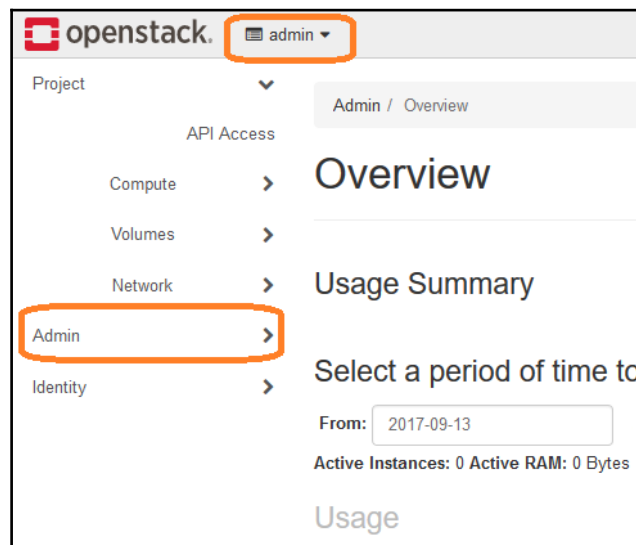 openstack. admin
Project
API Access
Compute
Volumes
Network
Admin
Identity
Admin / Overview
Overview
Usage Summary
Select a period of time to
From: 2017-09-13
Active Instances: 0 Active RAM: 0 Bytes
Usage